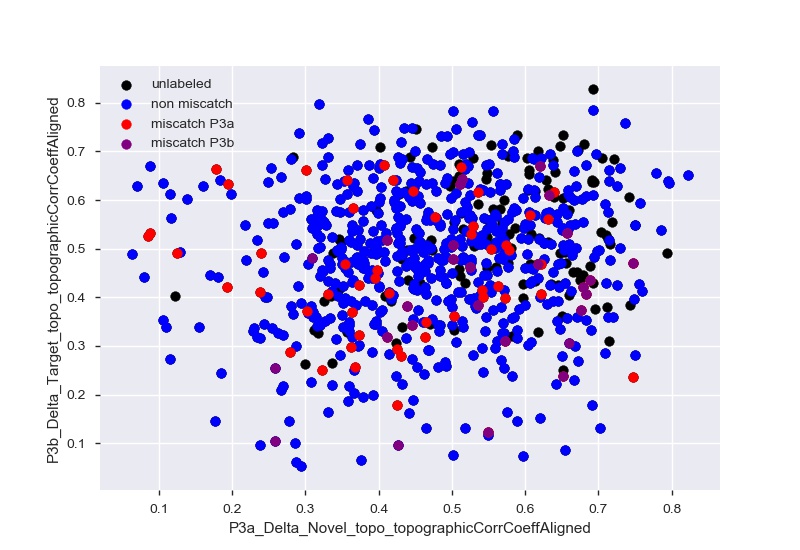 unlabeled
non miscatch
miscatch P3a
miscatch P3b
0.8
0.7
0.6
0.5
0.4
0.3
0.2
0.1
P3b_Delta_Target_topo_topographicCorrCoeffAligned
0.1 0.2 0.3 0.4 0.5 0.6 0.7 0.8
P3a_Delta_Novel_topo_topographicCorrCoeffAligned